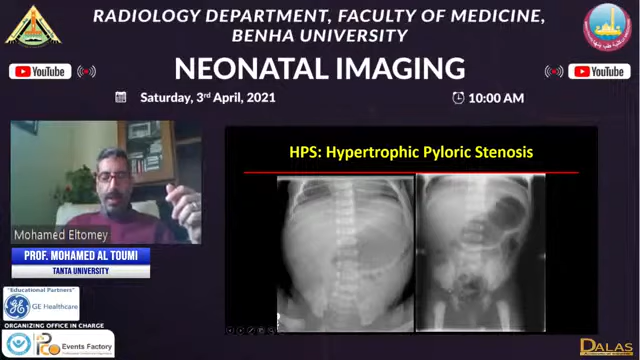 RADIOLOGY DEPARTMENT, FACULTY OF MEDICINE,
BENHA UNIVERSITY
YouTube
NEONATAL IMAGING
YouTube
Saturday, 3rd April, 2021
10:00 AM
HPS: Hypertrophic Pyloric Stenosis
Mohamed Eltomey
PROF. MOHAMED AL TOUMI
TANTA UNIVERSITY
"Educational Partners"
GE Healthcare
ORGANIZING OFFICE IN CHARGE
Events Factory
DALAS